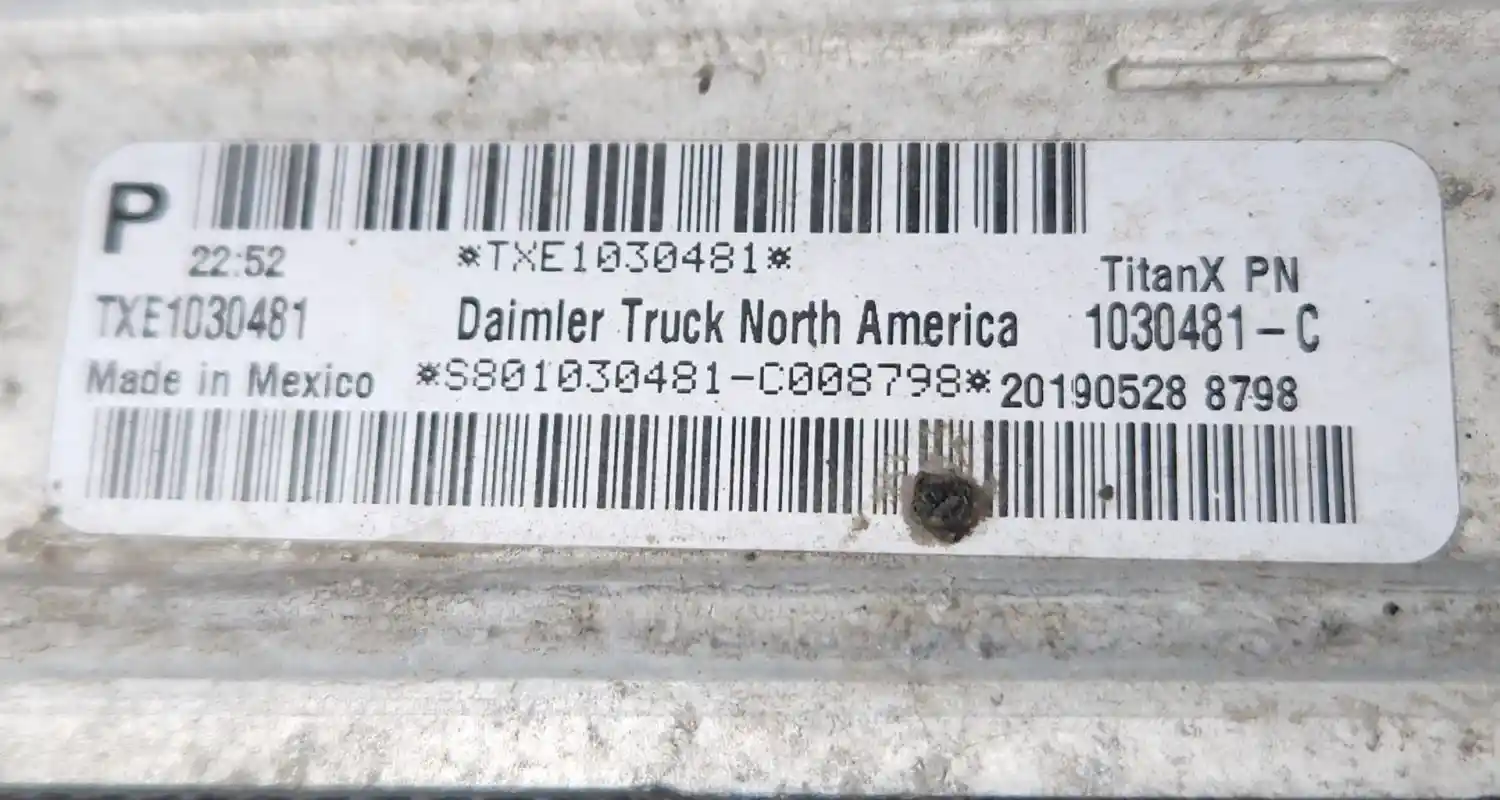 P
22:52 *TXE1030481* TitanX PN
TXE1030481 Daimler Truck North America 1030481-C
Made in Mexico *S801030481-C008798* 20190528 8798